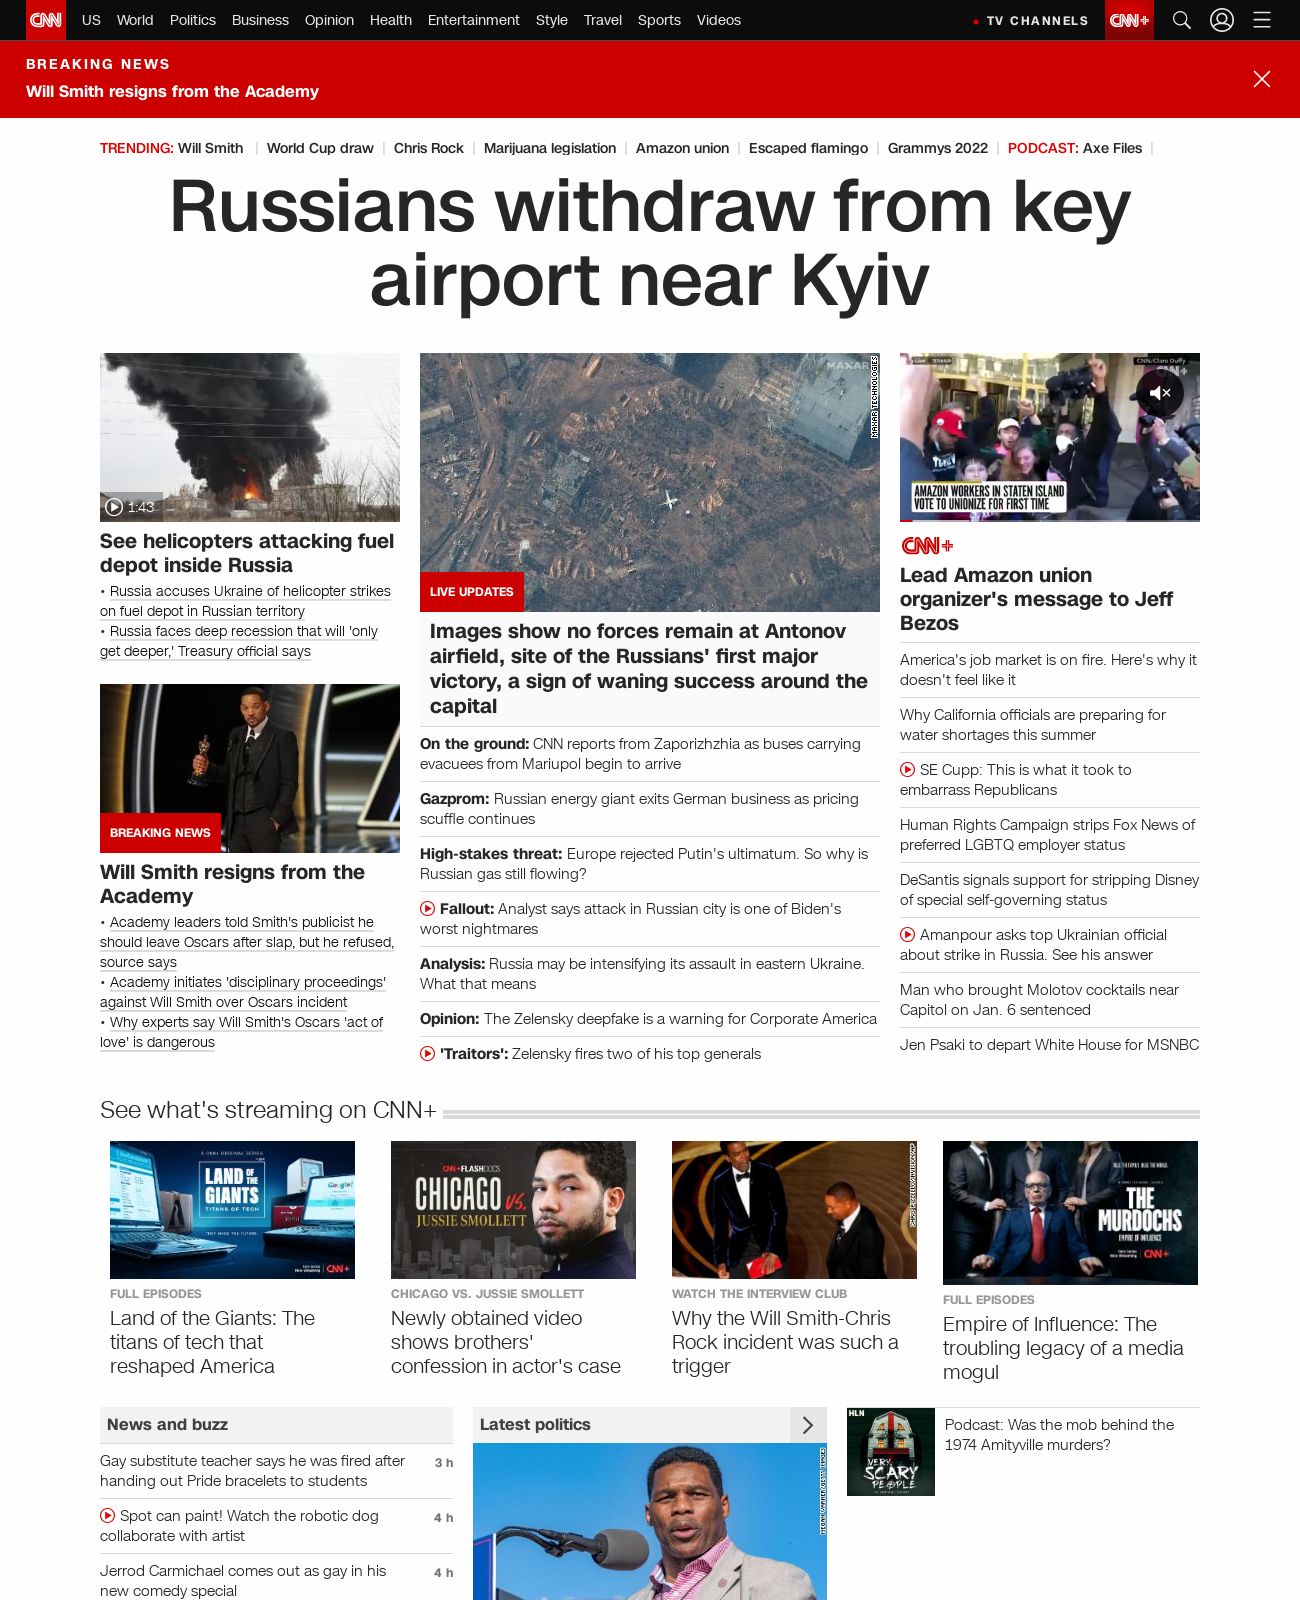 CNN US World Politics Business Opinion Health Entertainment Style Travel Sports Videos TV CHANNELS CNN+
BREAKING NEWS
Will Smith resigns from the Academy
TRENDING: Will Smith World Cup draw Chris Rock Marijuana legislation Amazon union Escaped flamingo Grammys 2022 PODCAST: Axe Files
Russians withdraw from key
airport near Kyiv
1:43
See helicopters attacking fuel
depot inside Russia
• Russia accuses Ukraine of helicopter strikes
on fuel depot in Russian territory
• Russia faces deep recession that will 'only
get deeper,' Treasury official says
BREAKING NEWS
Will Smith resigns from the
Academy
• Academy leaders told Smith's publicist he
should leave Oscars after slap, but he refused,
source says
• Academy initiates 'disciplinary proceedings'
against Will Smith over Oscars incident
• Why experts say Will Smith's Oscars 'act of
love' is dangerous
MAXAR
MAXAR TECHNOLOGIES
LIVE UPDATES
Images show no forces remain at Antonov
airfield, site of the Russians' first major
victory, a sign of waning success around the
capital
On the ground: CNN reports from Zaporizhzhia as buses carrying
evacuees from Mariupol begin to arrive
Gazprom: Russian energy giant exits German business as pricing
scuffle continues
High-stakes threat: Europe rejected Putin's ultimatum. So why is
Russian gas still flowing?
Fallout: Analyst says attack in Russian city is one of Biden's
worst nightmares
Analysis: Russia may be intensifying its assault in eastern Ukraine.
What that means
Opinion: The Zelensky deepfake is a warning for Corporate America
'Traitors': Zelensky fires two of his top generals
CNN/Clare Duffy
CNN+
AMAZON WORKERS IN STATEN ISLAND
VOTE TO UNIONIZE FOR FIRST TIME
CNN+
Lead Amazon union
organizer's message to Jeff
Bezos
America's job market is on fire. Here's why it
doesn't feel like it
Why California officials are preparing for
water shortages this summer
SE Cupp: This is what it took to
embarrass Republicans
Human Rights Campaign strips Fox News of
preferred LGBTQ employer status
DeSantis signals support for stripping Disney
of special self-governing status
Amanpour asks top Ukrainian official
about strike in Russia. See his answer
Man who brought Molotov cocktails near
Capitol on Jan. 6 sentenced
Jen Psaki to depart White House for MSNBC
See what's streaming on CNN+
A CNN+ ORIGINAL SERIES
LAND OF THE
GIANTS
TITANS OF TECH
THEY MADE THE FUTURE.
Google!
CNN+
FULL EPISODES
Land of the Giants: The
titans of tech that
reshaped America
CNN+ FLASHDOCS
CHICAGO VS.
JUSSIE SMOLLETT
CHICAGO VS. JUSSIE SMOLLETT
Newly obtained video
shows brothers'
confession in actor's case
WATCH THE INTERVIEW CLUB
Why the Will Smith-Chris
Rock incident was such a
trigger
THE
MURDOCHS
EMPIRE OF INFLUENCE
CNN+
FULL EPISODES
Empire of Influence: The
troubling legacy of a media
mogul
News and buzz
Gay substitute teacher says he was fired after 3 h
handing out Pride bracelets to students
Spot can paint! Watch the robotic dog 4 h
collaborate with artist
Jerrod Carmichael comes out as gay in his 4 h
new comedy special
Latest politics
HLN
VERY
SCARY
PEOPLE
Podcast: Was the mob behind the
1974 Amityville murders?